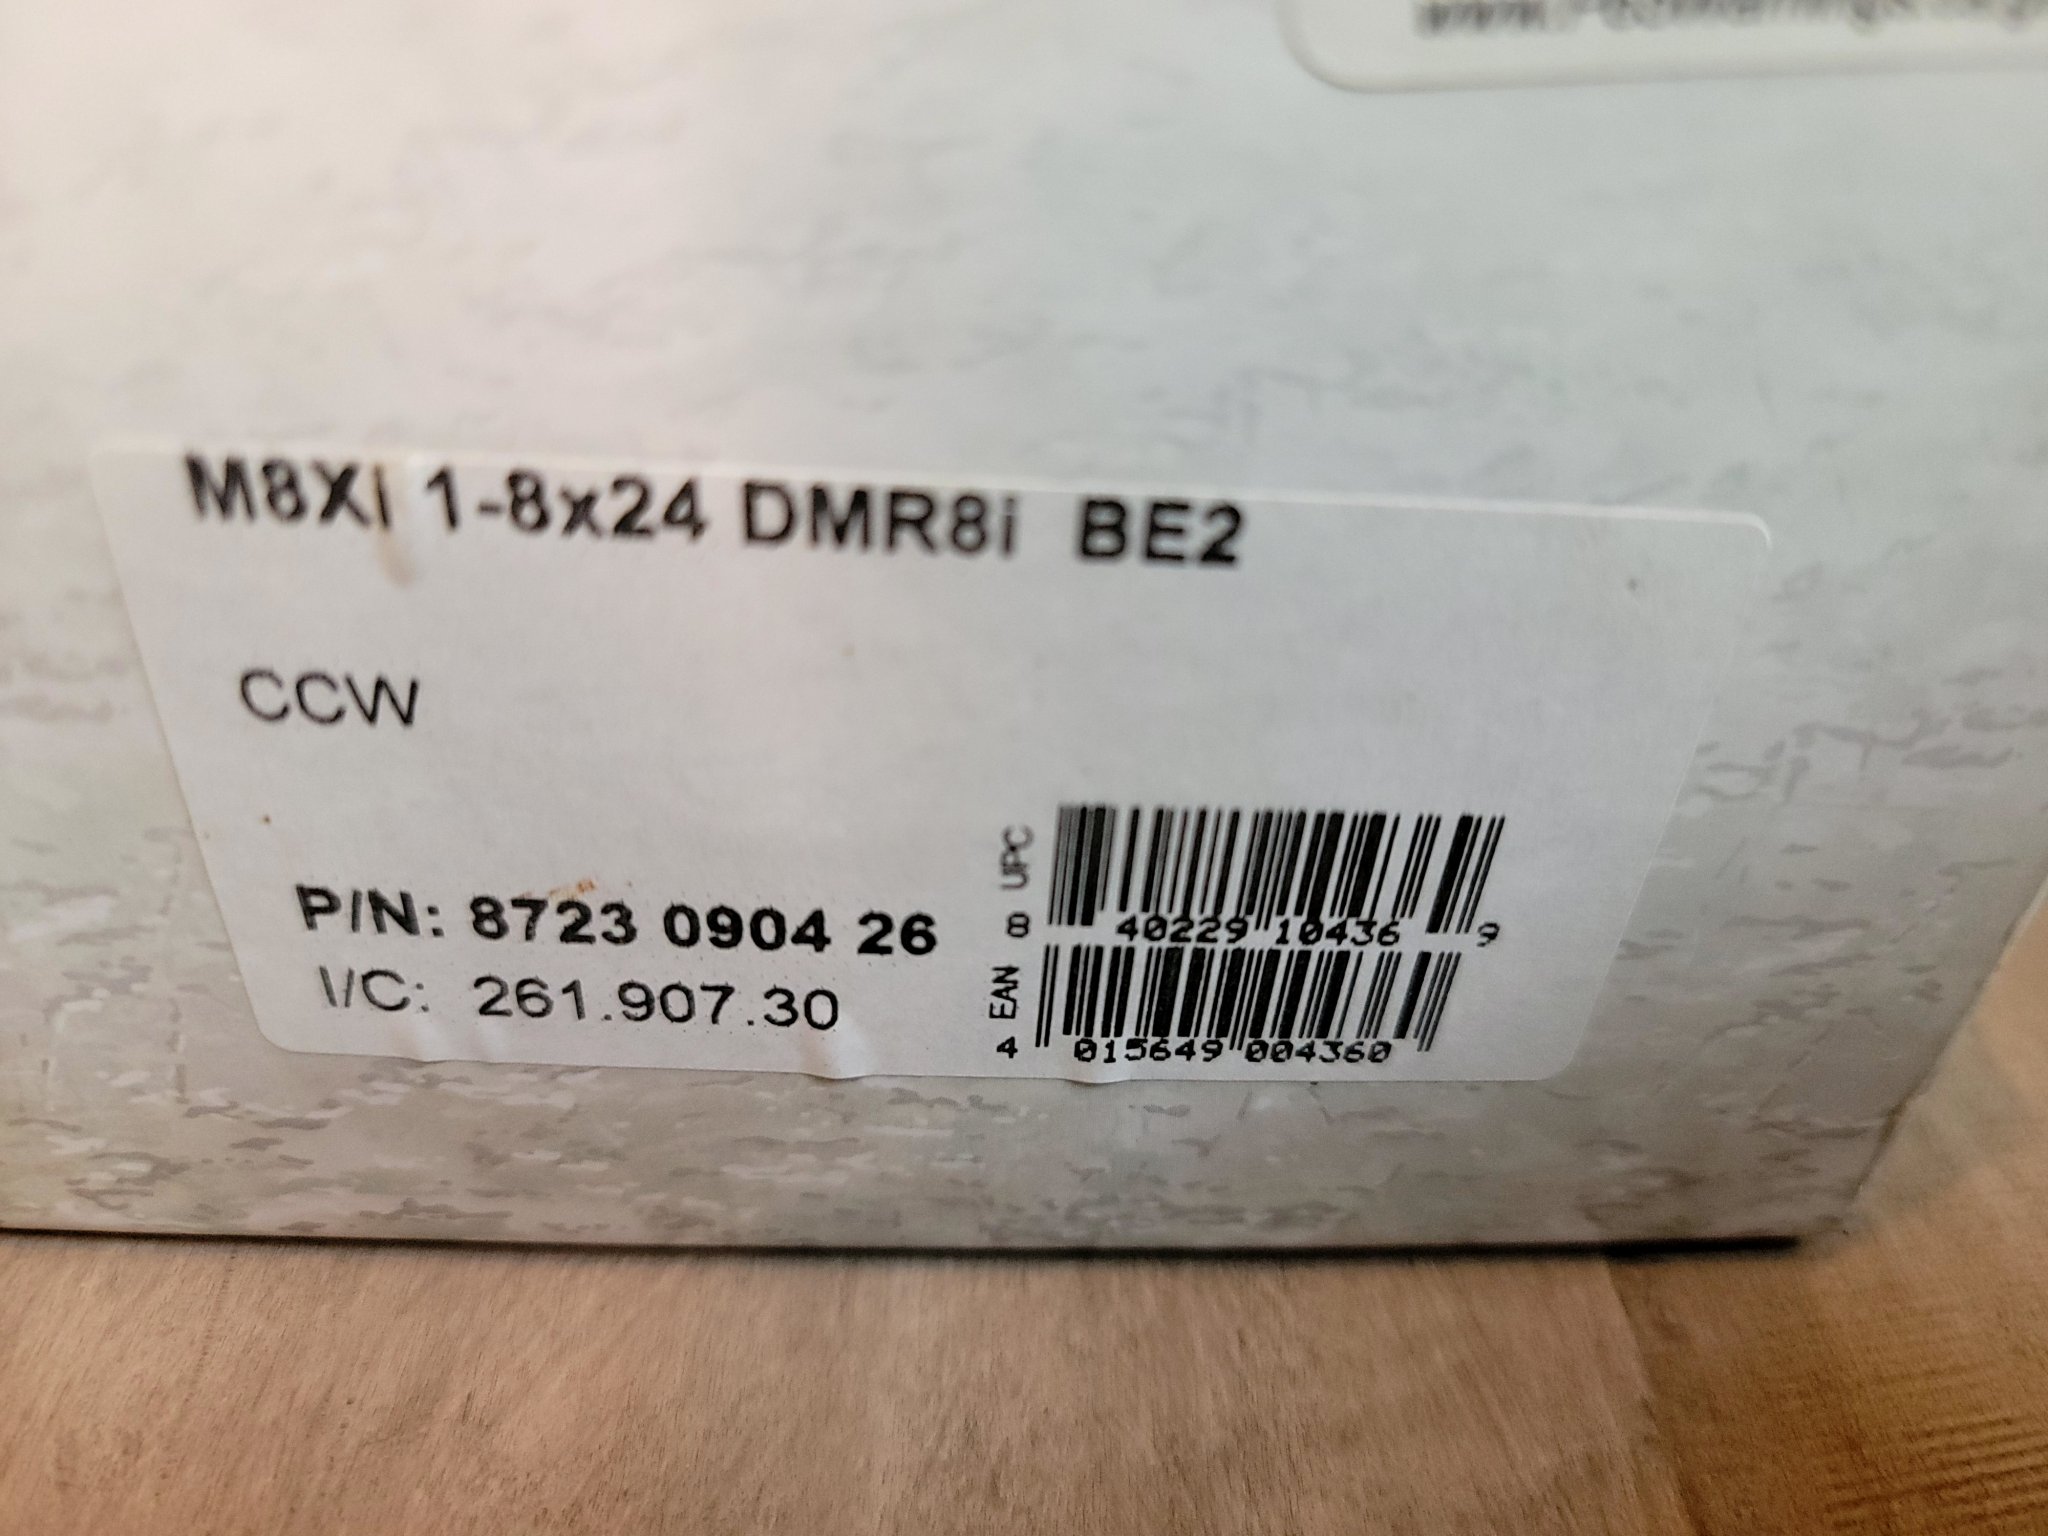 M8Xi 1-8x24 DMR8i BE2
CCW
P/N: 8723 0904 26
I/C: 261.907.30
8 UPC
40229 10436 9
4 EAN
015649 004360